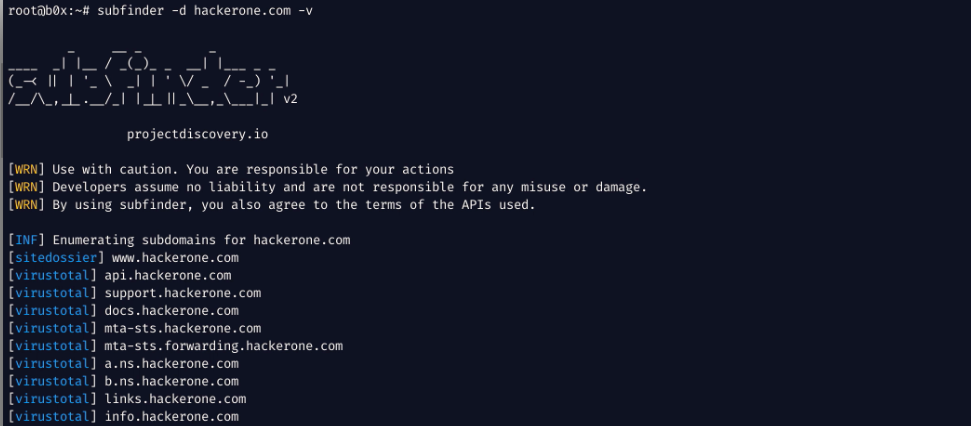 root@b0x:~# subfinder -d hackerone.com -v
subfinder v2
projectdiscovery.io
[WRN] Use with caution. You are responsible for your actions
[WRN] Developers assume no liability and are not responsible for any misuse or damage.
[WRN] By using subfinder, you also agree to the terms of the APIs used.
[INF] Enumerating subdomains for hackerone.com
[sitedossier] www.hackerone.com
[virustotal] api.hackerone.com
[virustotal] support.hackerone.com
[virustotal] docs.hackerone.com
[virustotal] mta-sts.hackerone.com
[virustotal] mta-sts.forwarding.hackerone.com
[virustotal] a.ns.hackerone.com
[virustotal] b.ns.hackerone.com
[virustotal] links.hackerone.com
[virustotal] info.hackerone.com